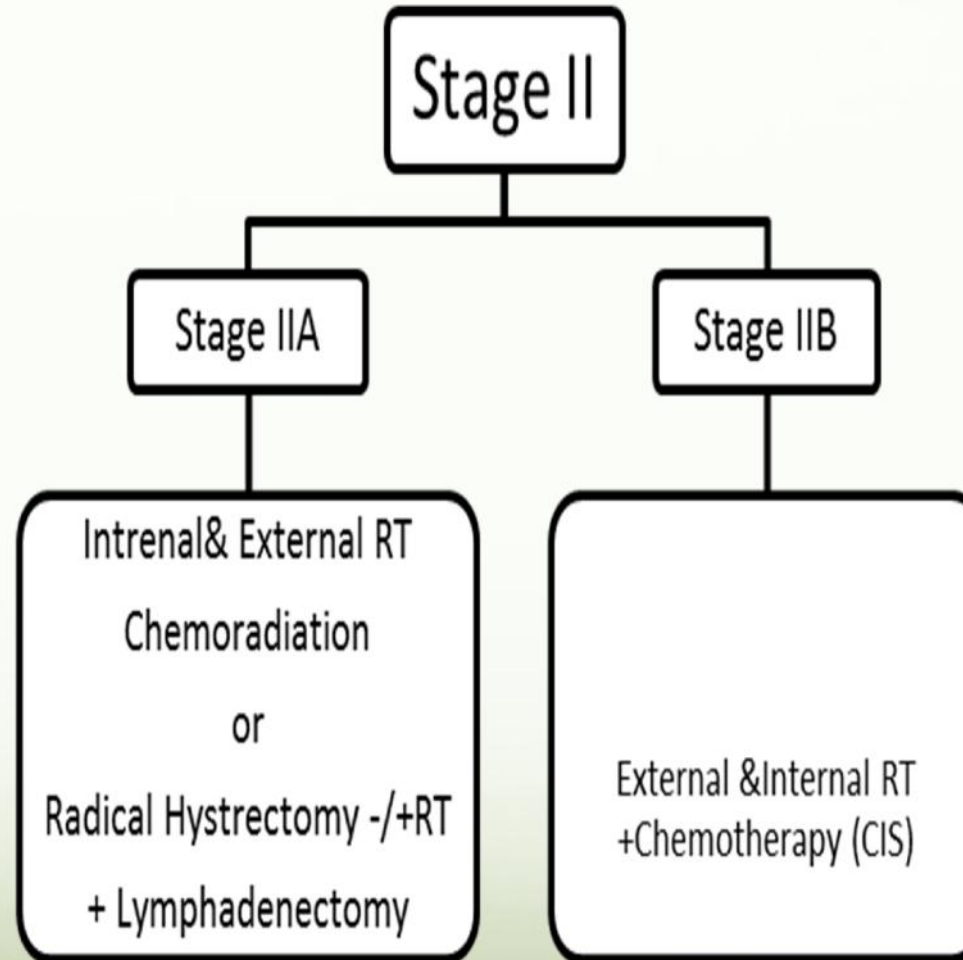 Stage II
Stage IIA
Stage IIB
Intrenal& External RT
Chemoradiation
or
Radical Hystrectomy -/+RT
+ Lymphadenectomy
External &Internal RT
+Chemotherapy (CIS)